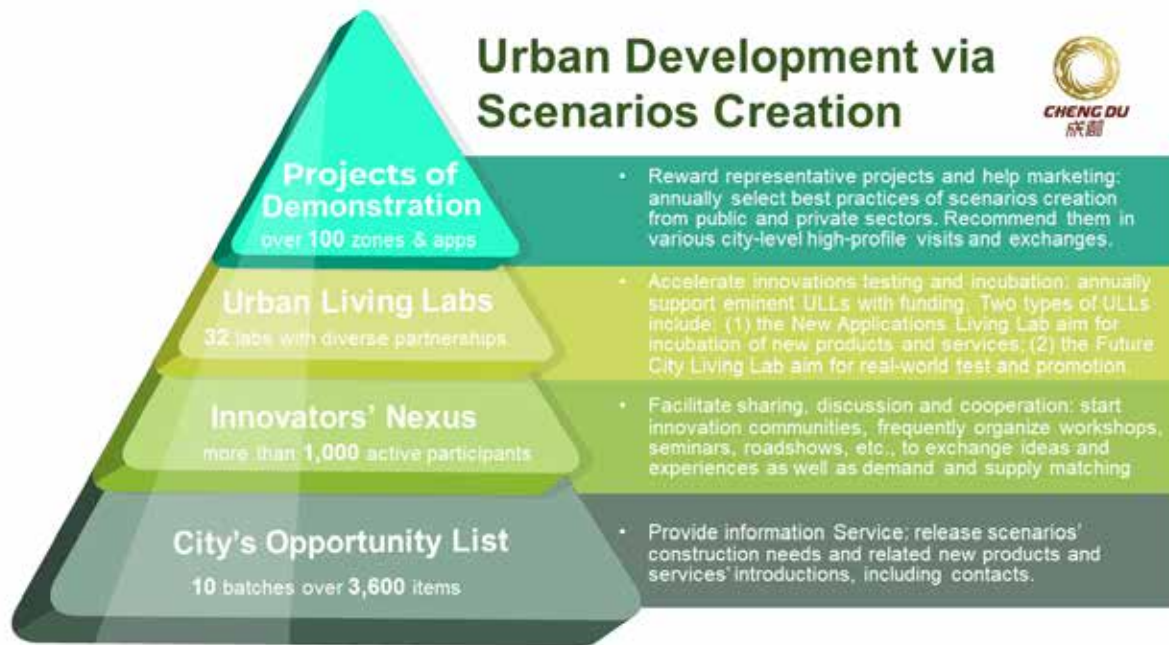 Urban Development via
Scenarios Creation
CHENG DU
成都
Projects of
Demonstration
over 100 zones & apps
• Reward representative projects and help marketing:
annually select best practices of scenarios creation
from public and private sectors. Recommend them in
various city-level high-profile visits and exchanges.
Urban Living Labs
32 labs with diverse partnerships
• Accelerate innovations testing and incubation: annually
support eminent ULLs with funding. Two types of ULLs
include: (1) the New Applications Living Lab aim for
incubation of new products and services; (2) the Future
City Living Lab aim for real-world test and promotion.
Innovators' Nexus
more than 1,000 active participants
• Facilitate sharing, discussion and cooperation: start
innovation communities, frequently organize workshops,
seminars, roadshows, etc., to exchange ideas and
experiences as well as demand and supply matching
City's Opportunity List
10 batches over 3,600 items
• Provide information Service: release scenarios'
construction needs and related new products and
services' introductions, including contacts.